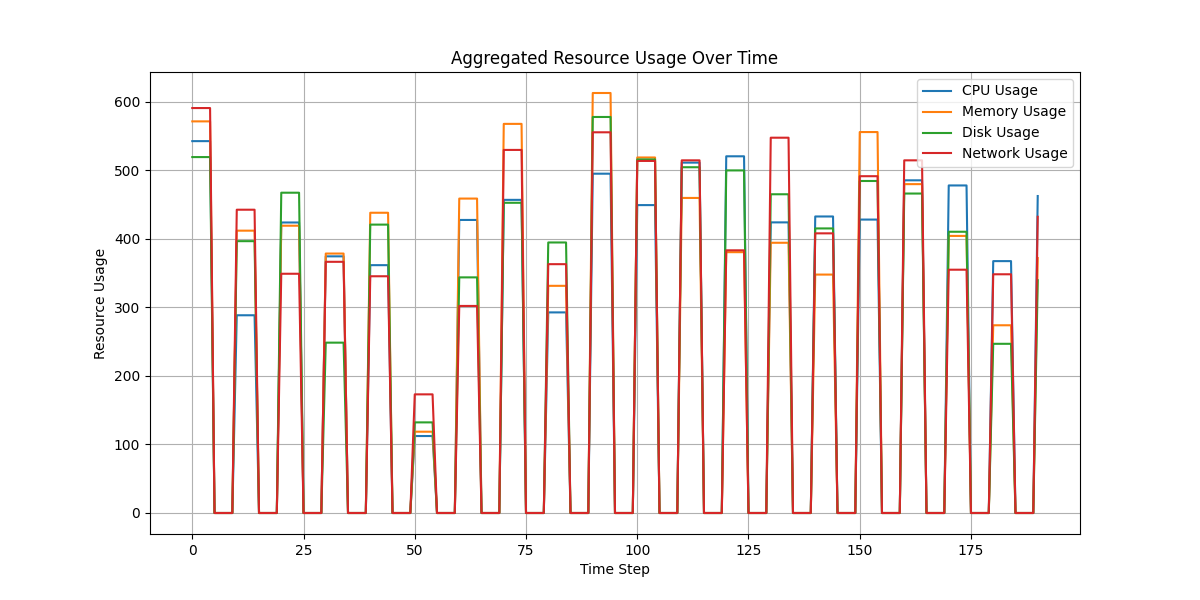 Aggregated Resource Usage Over Time
CPU Usage
Memory Usage
Disk Usage
Network Usage
Resource Usage
600
500
400
300
200
100
0
0 25 50 75 100 125 150 175
Time Step